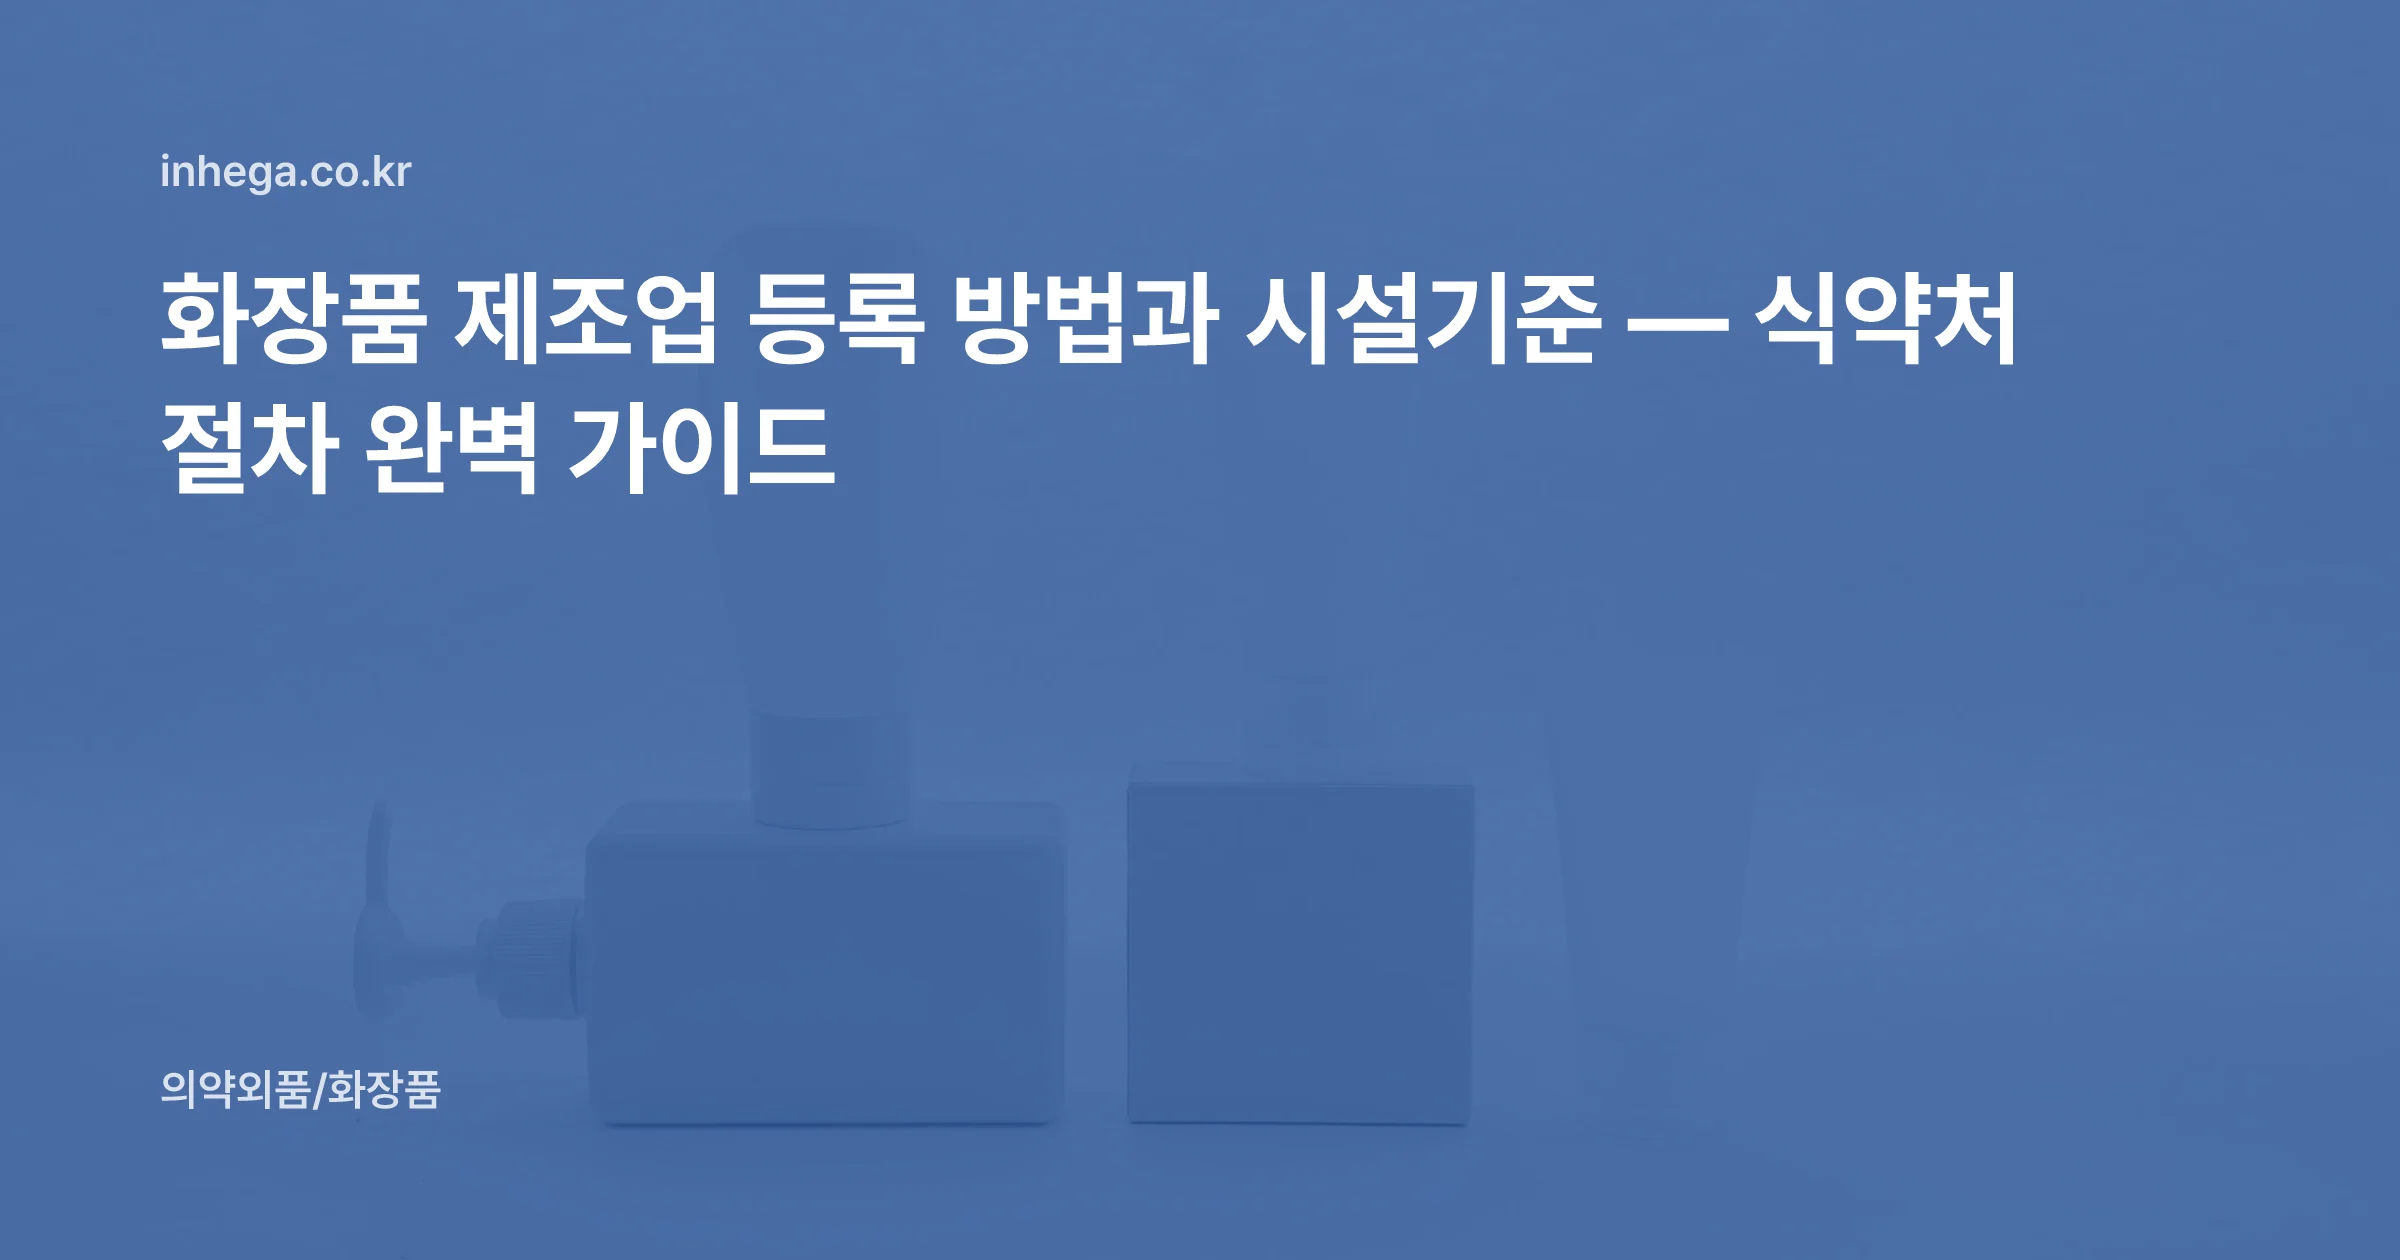 inhega.co.kr
화장품 제조업 등록 방법과 시설기준 — 식약처
절차 완벽 가이드
의약외품/화장품